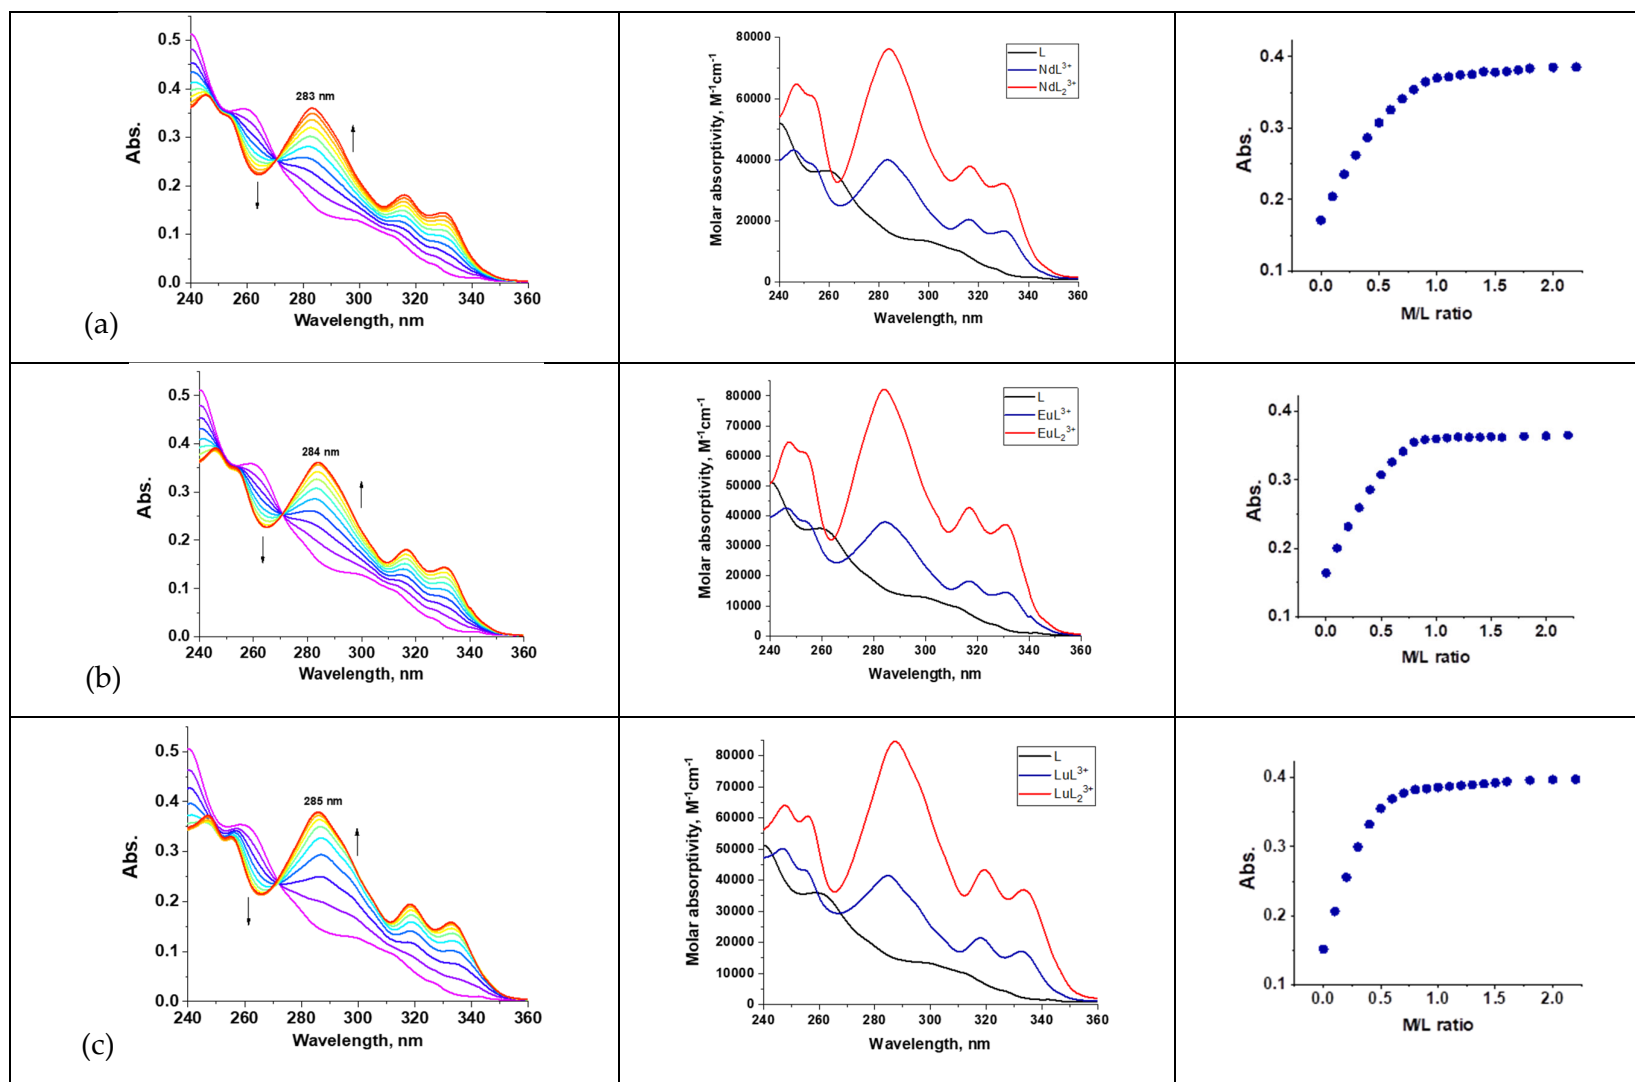 0.5
0.4
0.3
0.2
0.1
0.0
Abs.
283 nm
240 260 280 300 320 340 360
Wavelength, nm
(a)
80000
60000
40000
20000
0
Molar absorptivity, M⁻¹cm⁻¹
L
NdL³⁺
NdL₂³⁺
240 260 280 300 320 340 360
Wavelength, nm
0.4
0.3
0.2
0.1
Abs.
0.0 0.5 1.0 1.5 2.0
M/L ratio
0.5
0.4
0.3
0.2
0.1
0.0
Abs.
284 nm
240 260 280 300 320 340 360
Wavelength, nm
(b)
80000
70000
60000
50000
40000
30000
20000
10000
0
Molar absorptivity, M⁻¹cm⁻¹
L
EuL³⁺
EuL₂³⁺
240 260 280 300 320 340 360
Wavelength, nm
0.4
0.3
0.2
0.1
Abs.
0.0 0.5 1.0 1.5 2.0
M/L ratio
0.5
0.4
0.3
0.2
0.1
0.0
Abs.
285 nm
240 260 280 300 320 340 360
Wavelength, nm
(c)
80000
70000
60000
50000
40000
30000
20000
10000
0
Molar absorptivity, M⁻¹cm⁻¹
L
LuL³⁺
LuL₂³⁺
240 260 280 300 320 340 360
Wavelength, nm
0.4
0.3
0.2
0.1
Abs.
0.0 0.5 1.0 1.5 2.0
M/L ratio